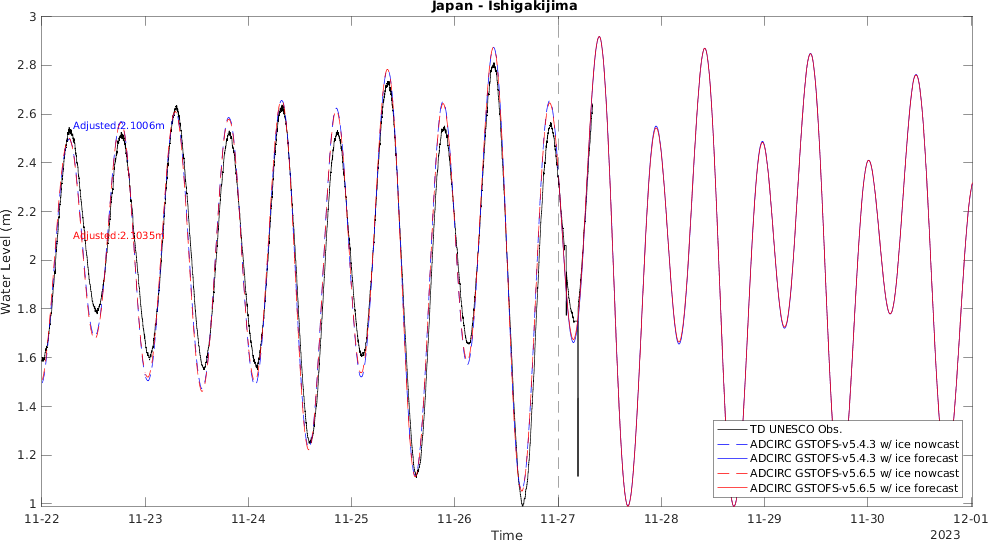 Japan - Ishigakijima
Water Level (m)
3
2.8
2.6
2.4
2.2
2
1.8
1.6
1.4
1.2
1
Adjusted:2.1006m
Adjusted:2.1035m
TD UNESCO Obs.
ADCIRC GSTOFS-v5.4.3 w/ ice nowcast
ADCIRC GSTOFS-v5.4.3 w/ ice forecast
ADCIRC GSTOFS-v5.6.5 w/ ice nowcast
ADCIRC GSTOFS-v5.6.5 w/ ice forecast
11-22 11-23 11-24 11-25 11-26 11-27 11-28 11-29 11-30 12-01
Time
2023